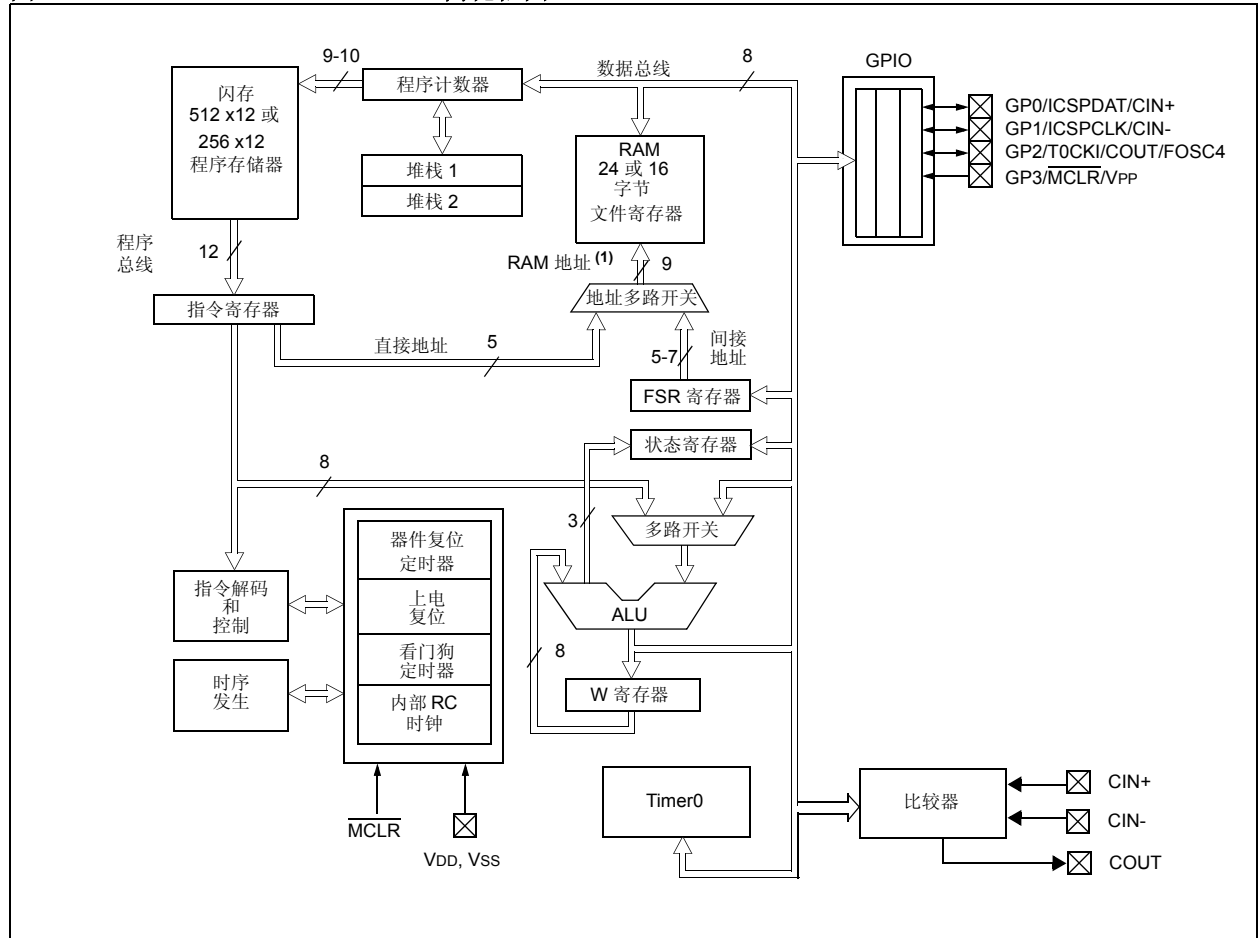 9-10
闪存
512 x12 或
256 x12
程序存储器
程序计数器
数据总线
8
GPIO
GP0/ICSPDAT/CIN+
GP1/ICSPCLK/CIN-
GP2/T0CKI/COUT/FOSC4
GP3/MCLR/VPP
堆栈 1
堆栈 2
RAM
24 或 16
字节
文件寄存器
程序
总线
12
RAM 地址 (1)
9
指令寄存器
地址多路开关
直接地址
5
5-7
间接
地址
FSR 寄存器
状态寄存器
8
3
多路开关
器件复位
定时器
上电
复位
看门狗
定时器
内部 RC
时钟
指令解码
和
控制
时序
发生
ALU
8
W 寄存器
MCLR
VDD, VSS
Timer0
比较器
CIN+
CIN-
COUT